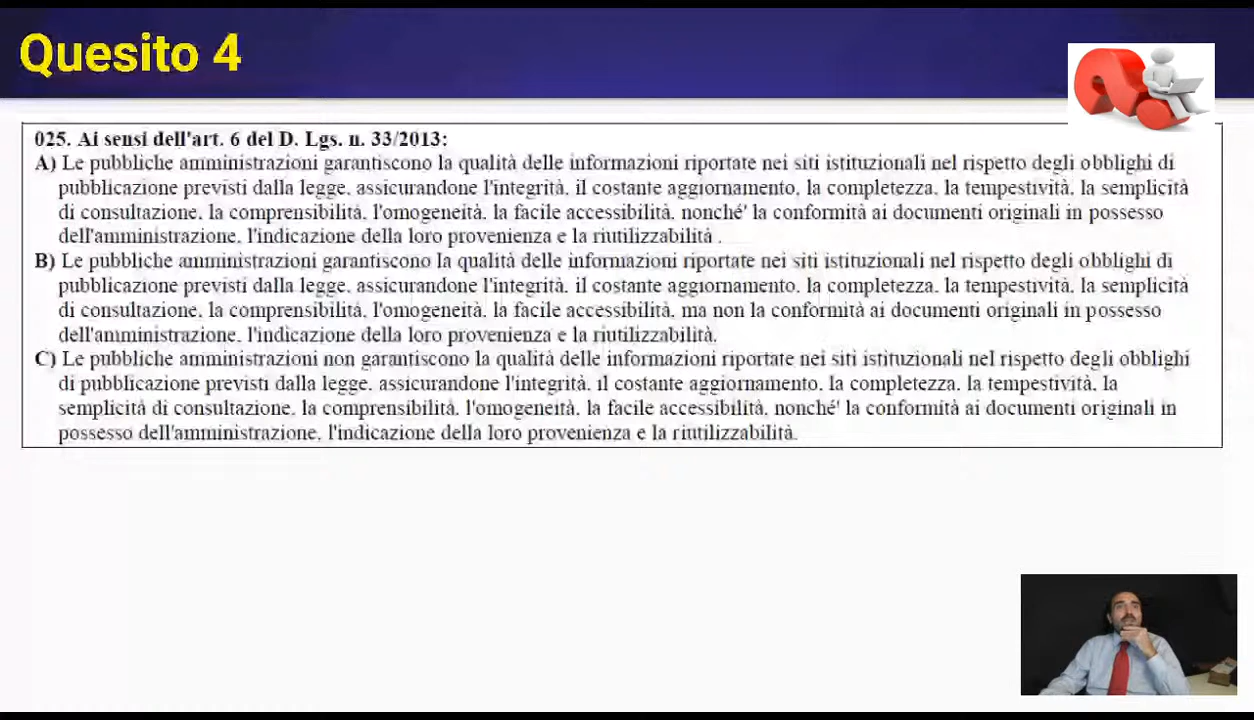 Quesito 4
025. Ai sensi dell'art. 6 del D. Lgs. n. 33/2013:
A) Le pubbliche amministrazioni garantiscono la qualità delle informazioni riportate nei siti istituzionali nel rispetto degli obblighi di
pubblicazione previsti dalla legge, assicurandone l'integrità, il costante aggiornamento, la completezza, la tempestività, la semplicità
di consultazione, la comprensibilità, l'omogeneità, la facile accessibilità, nonché' la conformità ai documenti originali in possesso
dell'amministrazione, l'indicazione della loro provenienza e la riutilizzabilità .
B) Le pubbliche amministrazioni garantiscono la qualità delle informazioni riportate nei siti istituzionali nel rispetto degli obblighi di
pubblicazione previsti dalla legge, assicurandone l'integrità, il costante aggiornamento, la completezza, la tempestività, la semplicità
di consultazione, la comprensibilità, l'omogeneità, la facile accessibilità, ma non la conformità ai documenti originali in possesso
dell'amministrazione, l'indicazione della loro provenienza e la riutilizzabilità.
C) Le pubbliche amministrazioni non garantiscono la qualità delle informazioni riportate nei siti istituzionali nel rispetto degli obblighi
di pubblicazione previsti dalla legge, assicurandone l'integrità, il costante aggiornamento, la completezza, la tempestività, la
semplicità di consultazione, la comprensibilità, l'omogeneità, la facile accessibilità, nonché' la conformità ai documenti originali in
possesso dell'amministrazione, l'indicazione della loro provenienza e la riutilizzabilità.